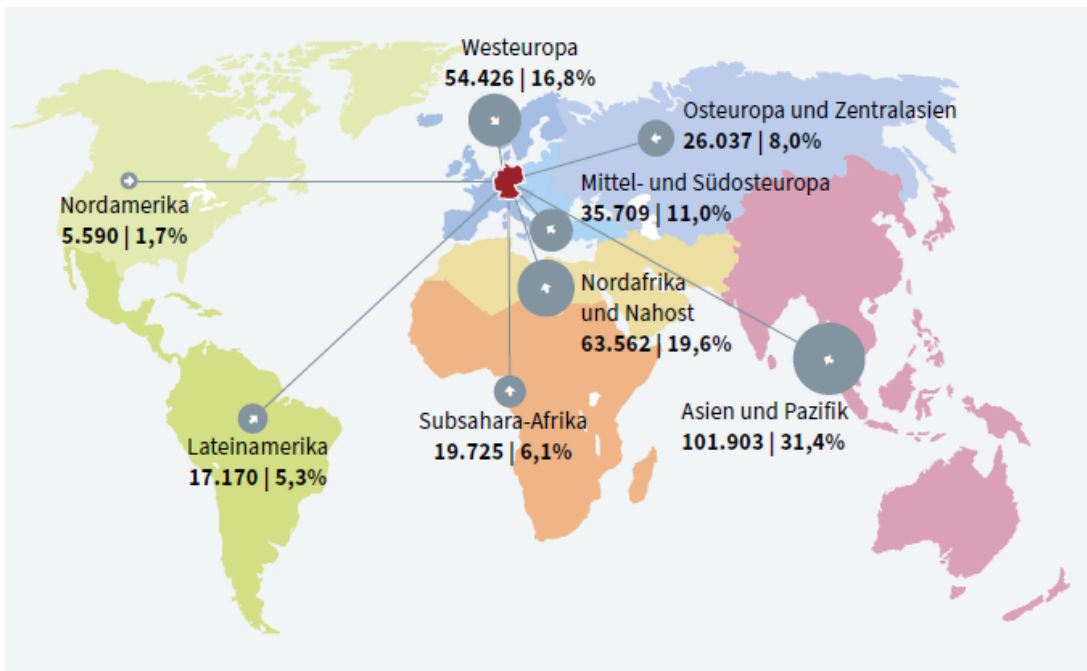 Westeuropa
54.426 | 16,8%
Osteuropa und Zentralasien
26.037 | 8,0%
Mittel- und Südosteuropa
35.709 | 11,0%
Nordamerika
5.590 | 1,7%
Nordafrika
und Nahost
63.562 | 19,6%
Asien und Pazifik
101.903 | 31,4%
Subsahara-Afrika
19.725 | 6,1%
Lateinamerika
17.170 | 5,3%